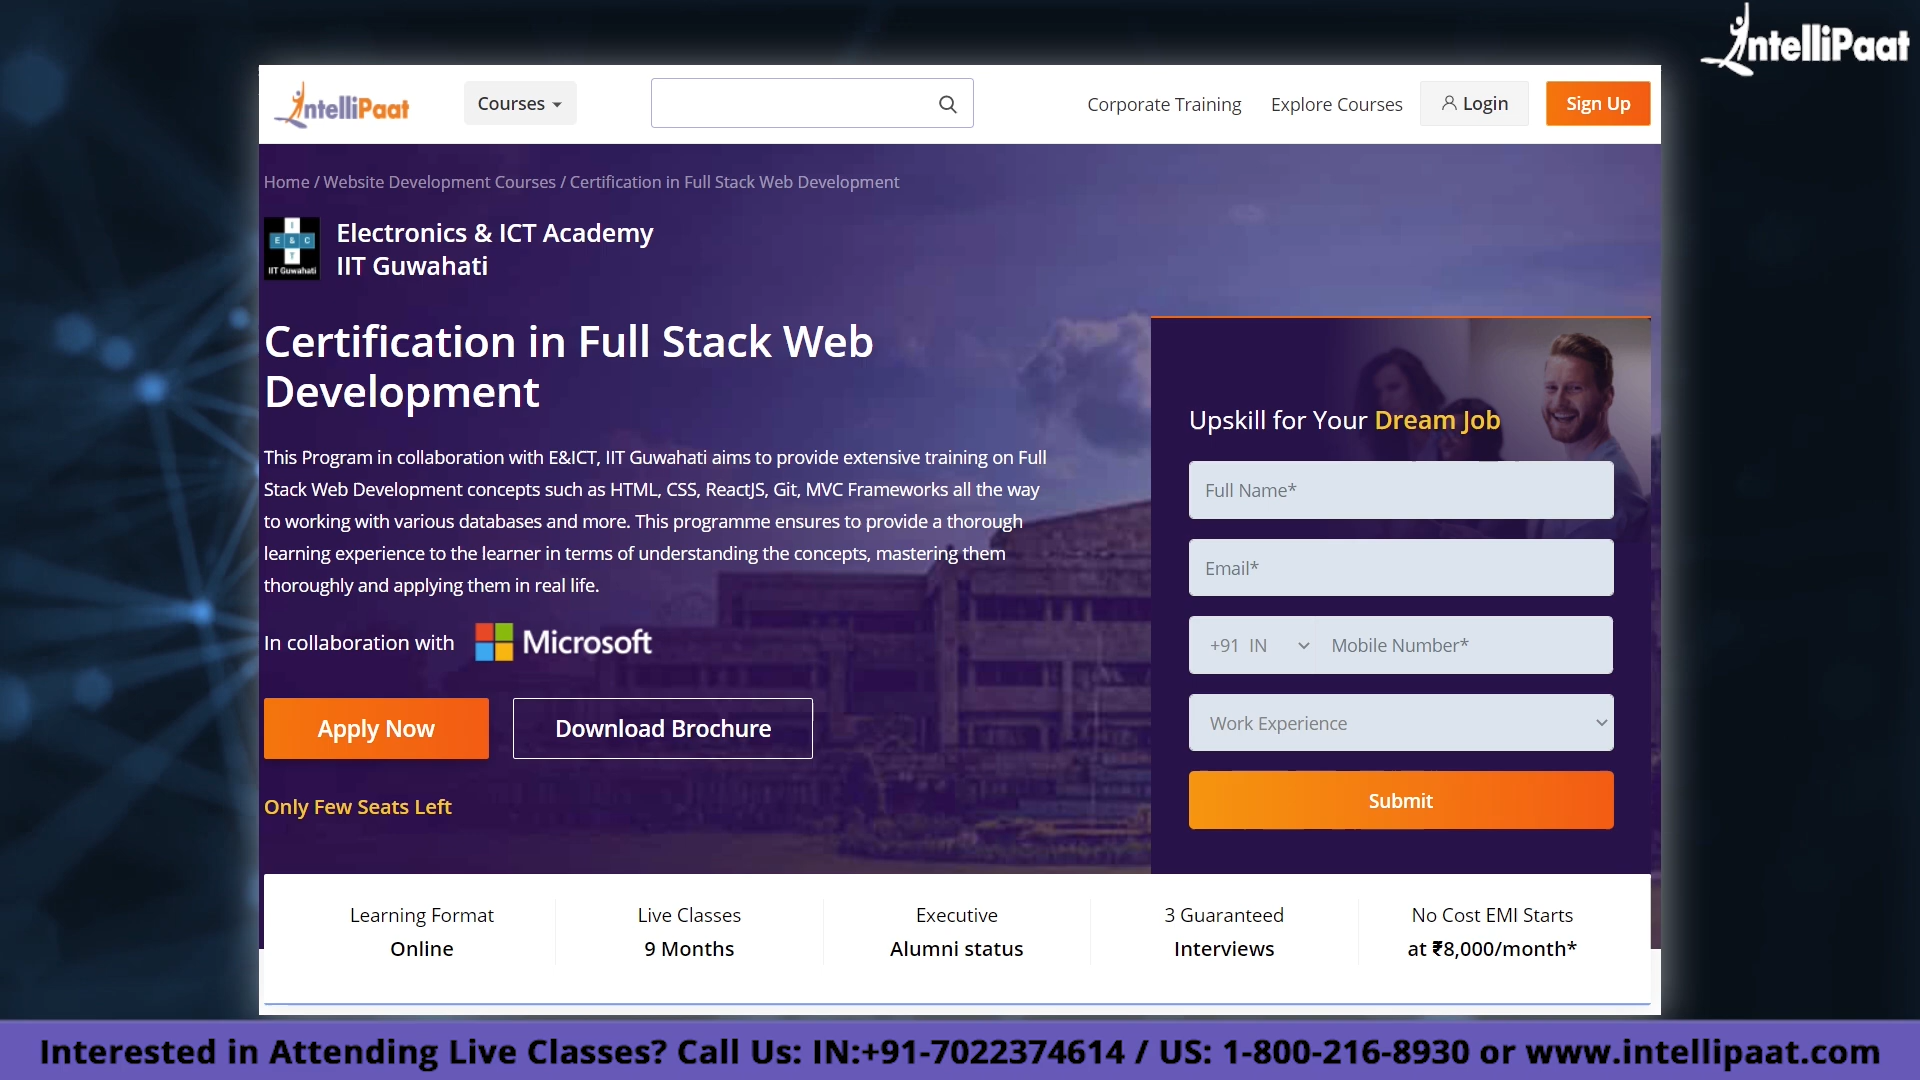 IntelliPaat
IntelliPaat
Courses
Corporate Training
Explore Courses
Login
Sign Up
Home / Website Development Courses / Certification in Full Stack Web Development
I
E & C
T
IIT Guwahati
Electronics & ICT Academy
IIT Guwahati
Certification in Full Stack Web
Development
This Program in collaboration with E&ICT, IIT Guwahati aims to provide extensive training on Full
Stack Web Development concepts such as HTML, CSS, ReactJS, Git, MVC Frameworks all the way
to working with various databases and more. This programme ensures to provide a thorough
learning experience to the learner in terms of understanding the concepts, mastering them
thoroughly and applying them in real life.
In collaboration with Microsoft
Apply Now
Download Brochure
Only Few Seats Left
Upskill for Your Dream Job
Full Name*
Email*
+91 IN
Mobile Number*
Work Experience
Submit
Learning Format
Online
Live Classes
9 Months
Executive
Alumni status
3 Guaranteed
Interviews
No Cost EMI Starts
at ₹8,000/month*
Interested in Attending Live Classes? Call Us: IN:+91-7022374614 / US: 1-800-216-8930 or www.intellipaat.com